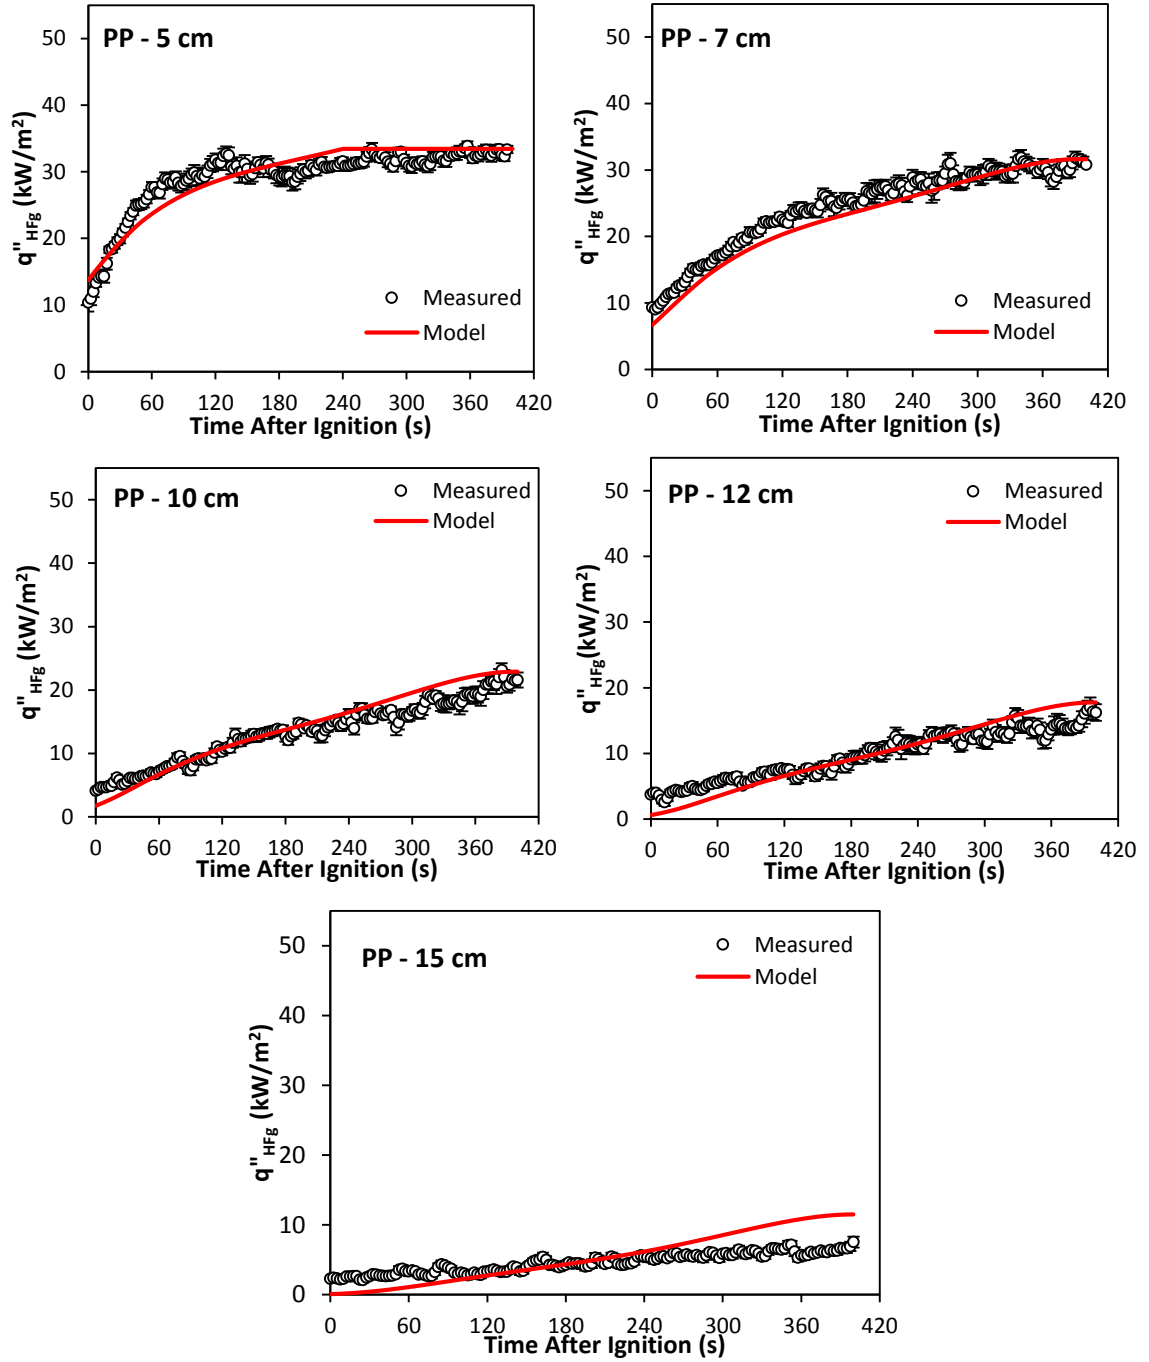 PP - 5 cm
50
40
30
20
10
0
q"HFg (kW/m²)
Measured
Model
0 60 120 180 240 300 360 420
Time After Ignition (s)
PP - 7 cm
50
40
30
20
10
0
q"HFg (kW/m²)
Measured
Model
0 60 120 180 240 300 360 420
Time After Ignition (s)
PP - 10 cm
50
40
30
20
10
0
q"HFg (kW/m²)
Measured
Model
0 60 120 180 240 300 360 420
Time After Ignition (s)
PP - 12 cm
50
40
30
20
10
0
q"HFg (kW/m²)
Measured
Model
0 60 120 180 240 300 360 420
Time After Ignition (s)
PP - 15 cm
50
40
30
20
10
0
q"HFg (kW/m²)
Measured
Model
0 60 120 180 240 300 360 420
Time After Ignition (s)